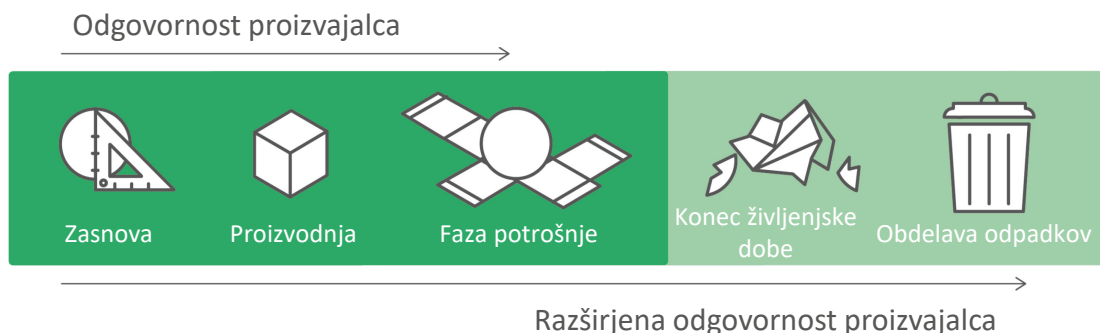 Odgovornost proizvajalca
Zasnova
Proizvodnja
Faza potrošnje
Konec življenjske
dobe
Obdelava odpadkov
Razširjena odgovornost proizvajalca